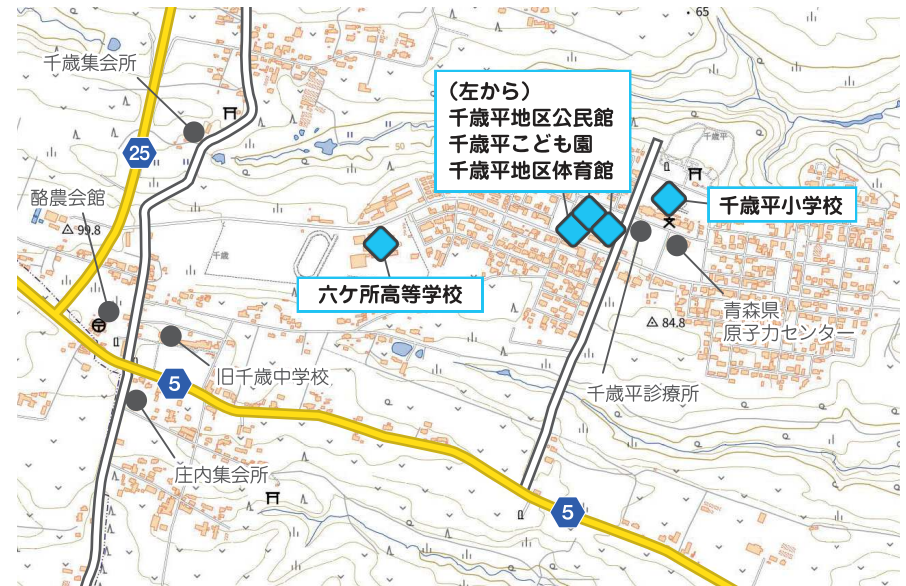 65
千歳集会所
（左から）
千歳平地区公民館
千歳平こども園
千歳平地区体育館
千歳平
25
50
酪農会館
99.8
千歳平小学校
千歳
六ケ所高等学校
青森県
原子力センター
84.8
旧千歳中学校
5
千歳平診療所
庄内集会所
5